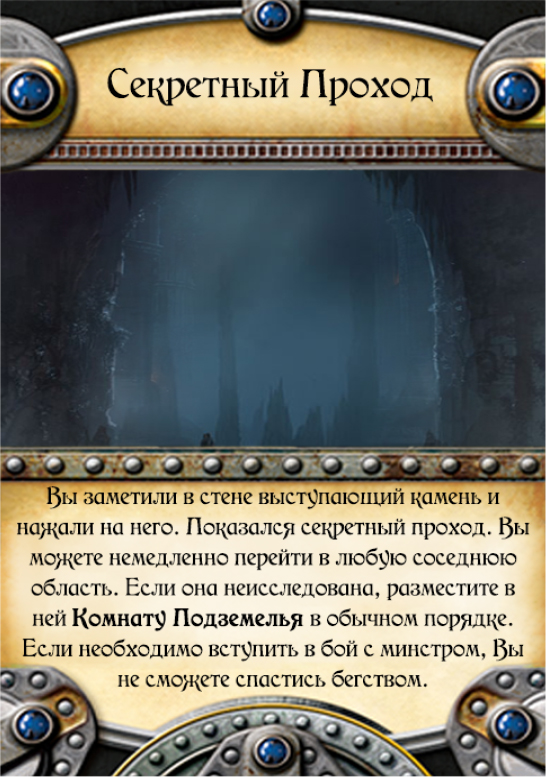 Секретный Проход
Вы заметили в стене выступающий камень и
нажали на него. Показался секретный проход. Вы
можете немедленно перейти в любую соседнюю
область. Если она неисследована, разместите в
ней Комнату Подземелья в обычном порядке.
Если необходимо вступить в бой с минстром, Вы
не сможете спастись бегством.